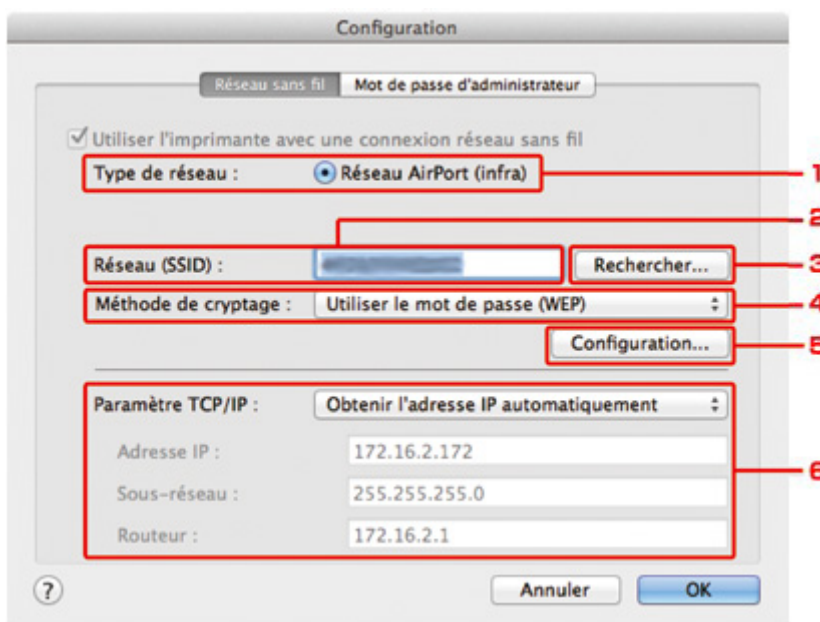 Configuration
Réseau sans fil Mot de passe d'administrateur
Utiliser l'imprimante avec une connexion réseau sans fil
Type de réseau : Réseau AirPort (infra) 1
2
Réseau (SSID) : Rechercher... 3
Méthode de cryptage : Utiliser le mot de passe (WEP) 4
Configuration... 5
Paramètre TCP/IP : Obtenir l'adresse IP automatiquement
Adresse IP : 172.16.2.172
6
Sous-réseau : 255.255.255.0
Routeur : 172.16.2.1
? Annuler OK